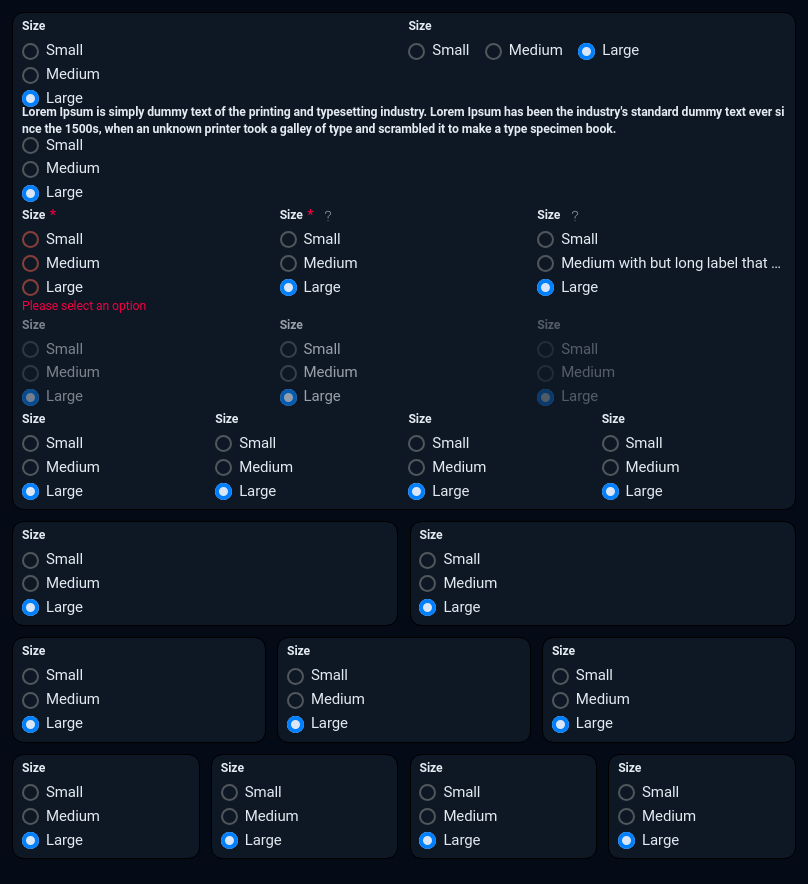 Size
Small
Medium
Large
Size
Small Medium Large
Lorem Ipsum is simply dummy text of the printing and typesetting industry. Lorem Ipsum has been the industry's standard dummy text ever si
nce the 1500s, when an unknown printer took a galley of type and scrambled it to make a type specimen book.
Small
Medium
Large
Size *
Small
Medium
Large
Please select an option
Size * ?
Small
Medium
Large
Size ?
Small
Medium with but long label that ...
Large
Size
Small
Medium
Large
Size
Small
Medium
Large
Size
Small
Medium
Large
Size
Small
Medium
Large
Size
Small
Medium
Large
Size
Small
Medium
Large
Size
Small
Medium
Large
Size
Small
Medium
Large
Size
Small
Medium
Large
Size
Small
Medium
Large
Size
Small
Medium
Large
Size
Small
Medium
Large
Size
Small
Medium
Large
Size
Small
Medium
Large
Size
Small
Medium
Large
Size
Small
Medium
Large